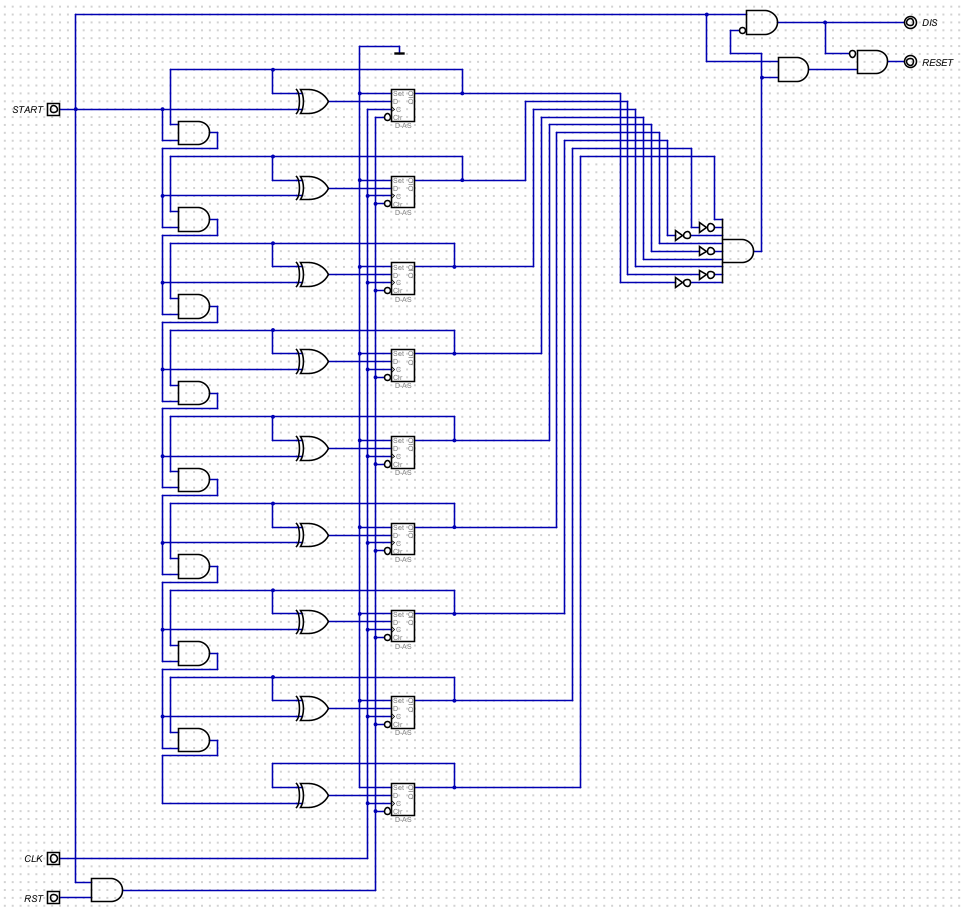 DIS
RESET
START
Set Q
D Q
C
Clr
D-AS
Set Q
D Q
C
Clr
D-AS
Set Q
D Q
C
Clr
D-AS
Set Q
D Q
C
Clr
D-AS
Set Q
D Q
C
Clr
D-AS
Set Q
D Q
C
Clr
D-AS
Set Q
D Q
C
Clr
D-AS
Set Q
D Q
C
Clr
D-AS
Set Q
D Q
C
Clr
D-AS
CLK
RST